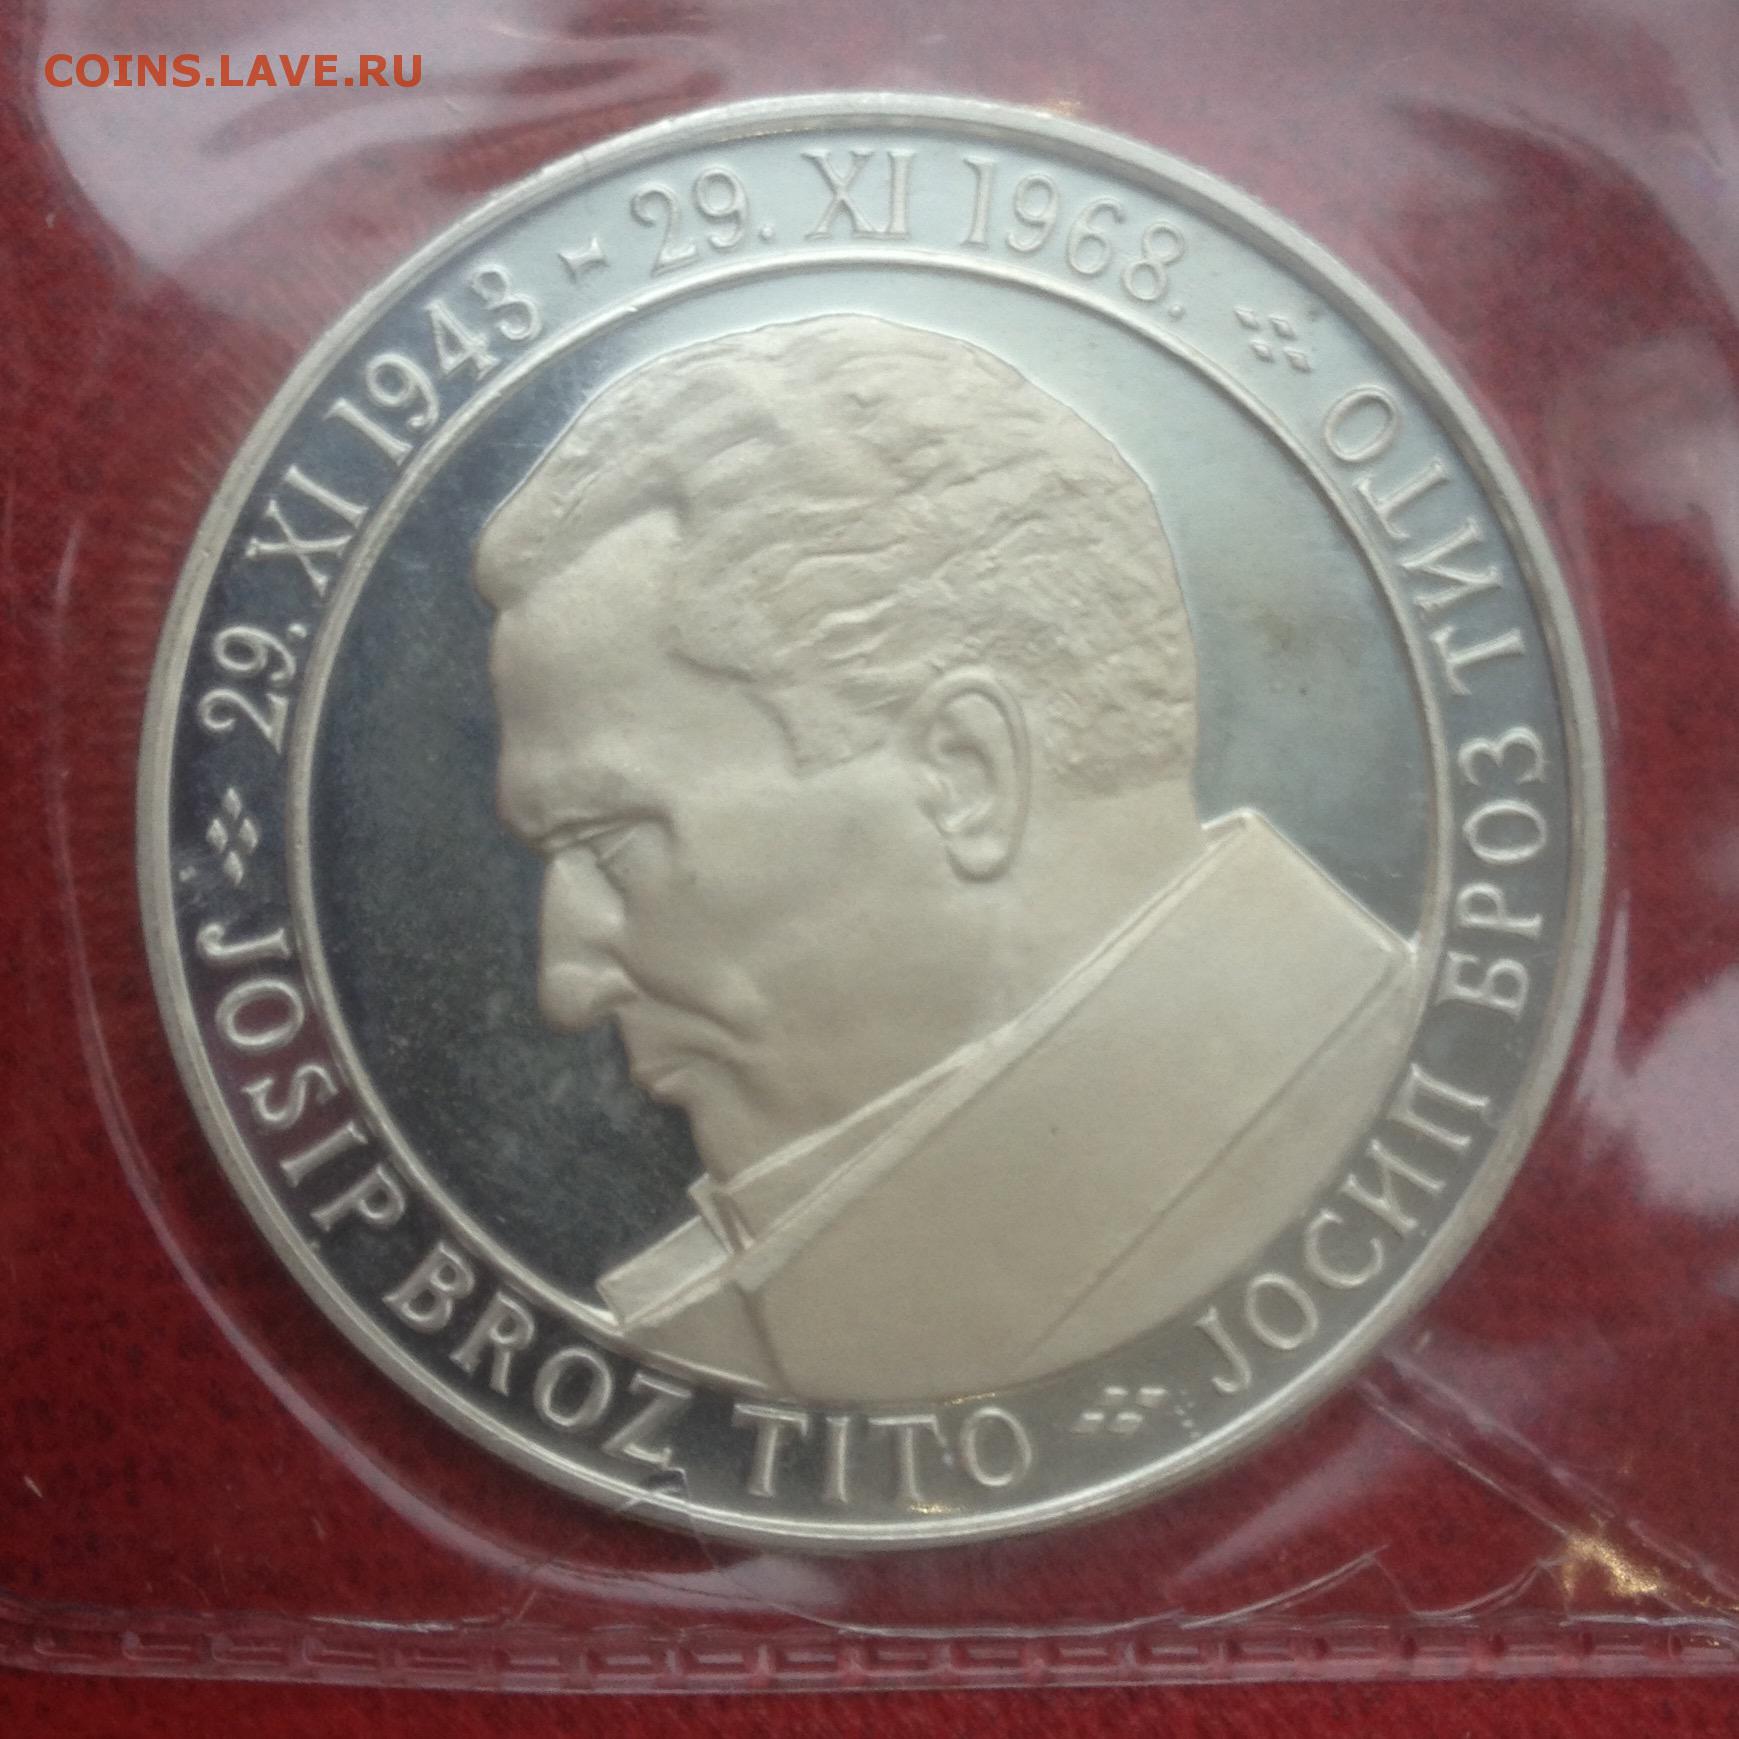 COINS.LAVE.RU
29. XI 1943 - 29. XI 1968.
JOSIP BROZ TITO
ЈОСИП БРОЗ ТИТО